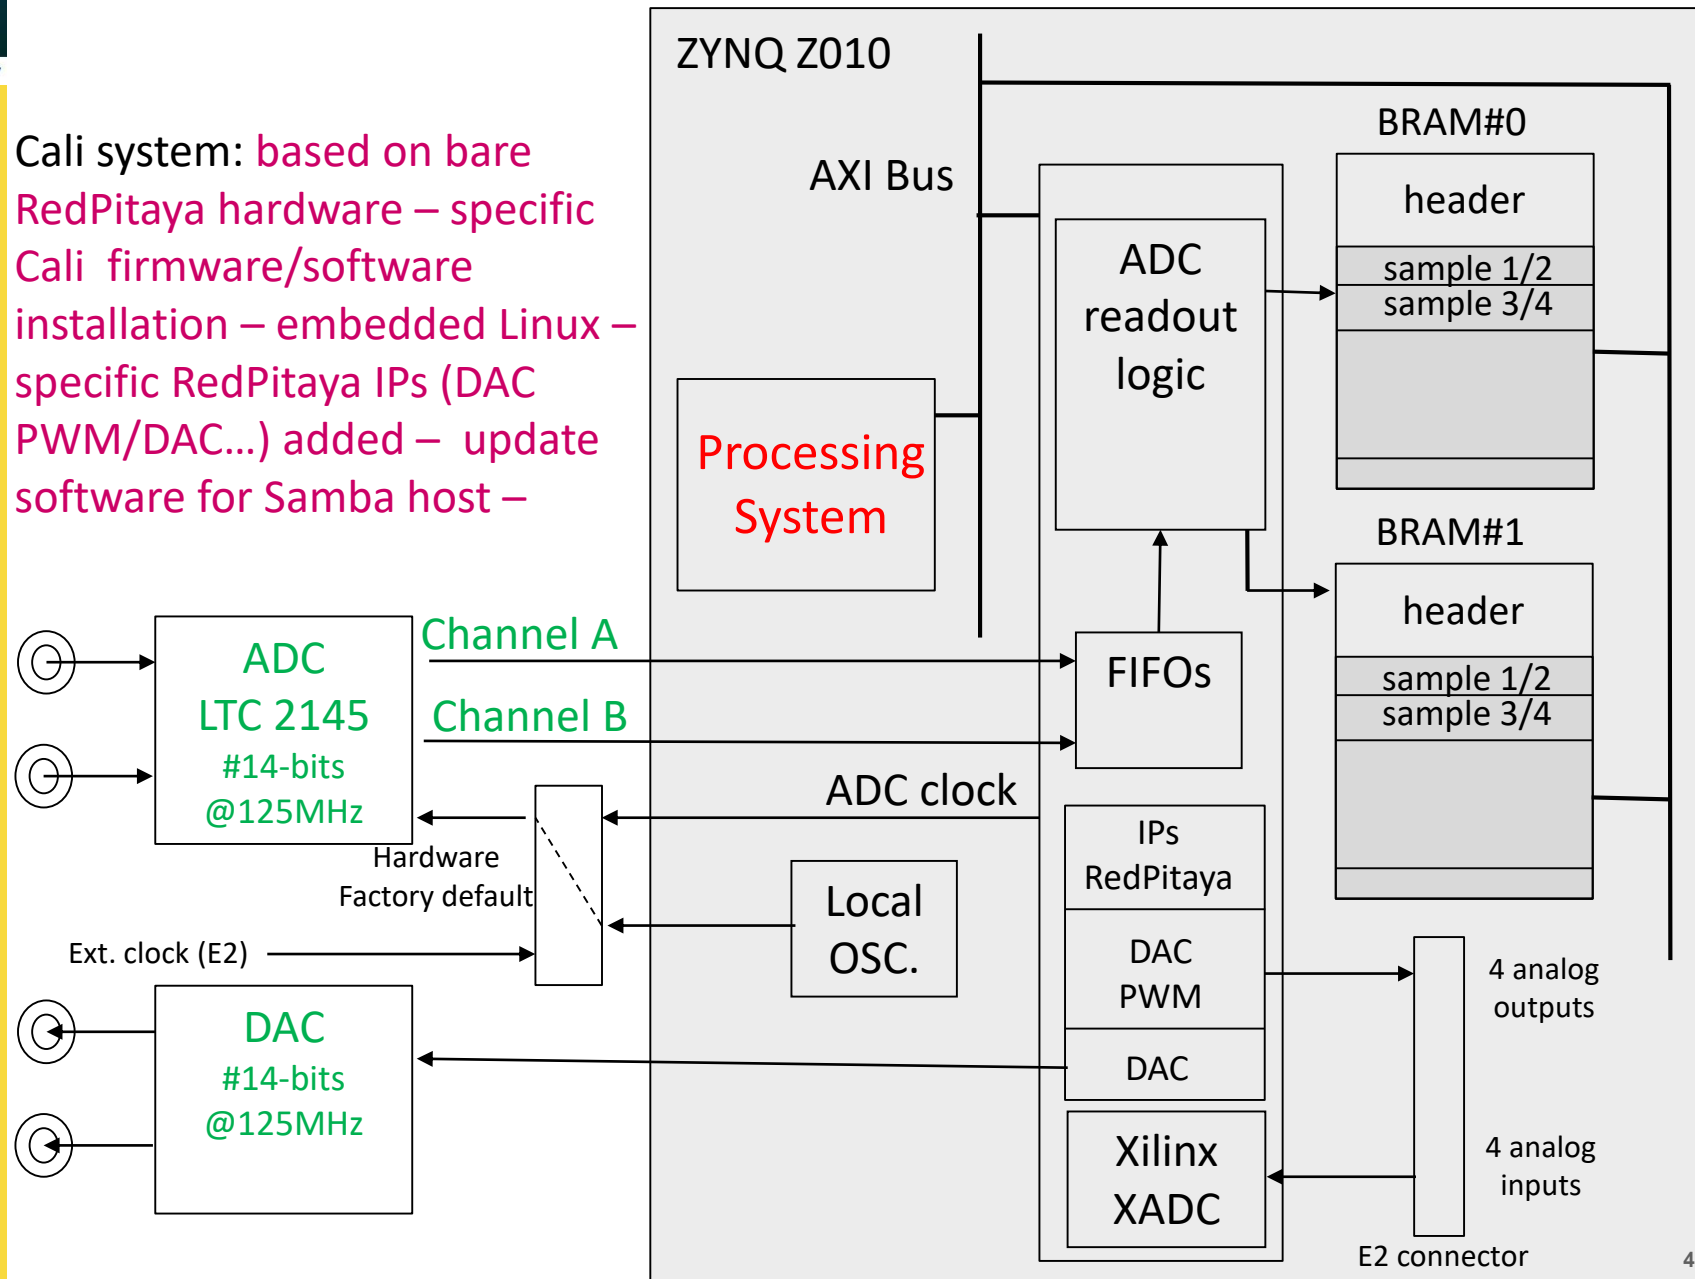 ZYNQ Z010
Cali system: based on bare
RedPitaya hardware – specific
Cali  firmware/software
installation – embedded Linux –
specific RedPitaya IPs (DAC
PWM/DAC...) added –  update
software for Samba host –
AXI Bus
Processing
System
ADC
readout
logic
BRAM#0
header
sample 1/2
sample 3/4
BRAM#1
header
sample 1/2
sample 3/4
ADC
LTC 2145
#14-bits
@125MHz
Channel A
Channel B
FIFOs
ADC clock
Hardware
Factory default
Ext. clock (E2)
Local
OSC.
IPs
RedPitaya
DAC
PWM
DAC
Xilinx
XADC
DAC
#14-bits
@125MHz
4 analog
outputs
4 analog
inputs
E2 connector
4